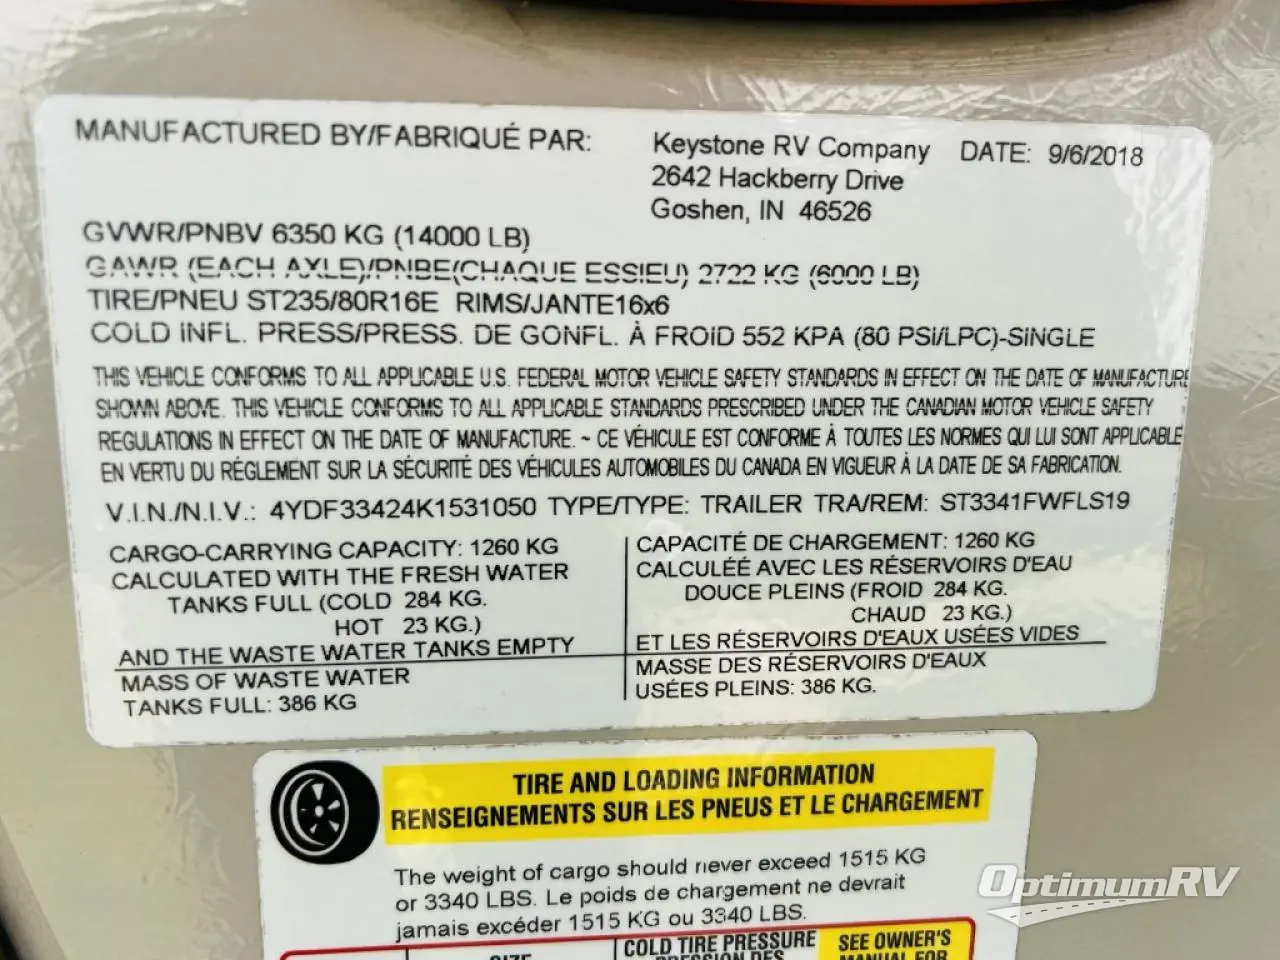 MANUFACTURED BY/FABRIQUÉ PAR: Keystone RV Company DATE: 9/6/2018
2642 Hackberry Drive
Goshen, IN 46526
GVWR/PNBV 6350 KG (14000 LB)
GAWR (EACH AXLE)/PNBE(CHAQUE ESSIEU) 2722 KG (6000 LB)
TIRE/PNEU ST235/80R16E RIMS/JANTE16x6
COLD INFL. PRESS/PRESS. DE GONFL. À FROID 552 KPA (80 PSI/LPC)-SINGLE
THIS VEHICLE CONFORMS TO ALL APPLICABLE U.S. FEDERAL MOTOR VEHICLE SAFETY STANDARDS IN EFFECT ON THE DATE OF MANUFACTURE
SHOWN ABOVE. THIS VEHICLE CONFORMS TO ALL APPLICABLE STANDARDS PRESCRIBED UNDER THE CANADIAN MOTOR VEHICLE SAFETY
REGULATIONS IN EFFECT ON THE DATE OF MANUFACTURE. ~ CE VÉHICULE EST CONFORME À TOUTES LES NORMES QUI LUI SONT APPLICABLE
EN VERTU DU RÉGLEMENT SUR LA SÉCURITÉ DES VÉHICULES AUTOMOBILES DU CANADA EN VIGUEUR À LA DATE DE SA FABRICATION.
V.I.N./N.I.V.: 4YDF33424K1531050 TYPE/TYPE: TRAILER TRA/REM: ST3341FWFLS19
CARGO-CARRYING CAPACITY: 1260 KG
CALCULATED WITH THE FRESH WATER
TANKS FULL (COLD 284 KG.
HOT 23 KG.)
AND THE WASTE WATER TANKS EMPTY
MASS OF WASTE WATER
TANKS FULL: 386 KG
CAPACITÉ DE CHARGEMENT: 1260 KG
CALCULÉE AVEC LES RÉSERVOIRS D'EAU
DOUCE PLEINS (FROID 284 KG.
CHAUD 23 KG.)
ET LES RÉSERVOIRS D'EAUX USÉES VIDES
MASSE DES RÉSERVOIRS D'EAUX
USÉES PLEINS: 386 KG.
TIRE AND LOADING INFORMATION
RENSEIGNEMENTS SUR LES PNEUS ET LE CHARGEMENT
The weight of cargo should never exceed 1515 KG
or 3340 LBS. Le poids de chargement ne devrait
jamais excéder 1515 KG ou 3340 LBS.
SIZE
COLD TIRE PRESSURE
PRESSION DES
SEE OWNER'S
MANUAL FOR
OptimumRV